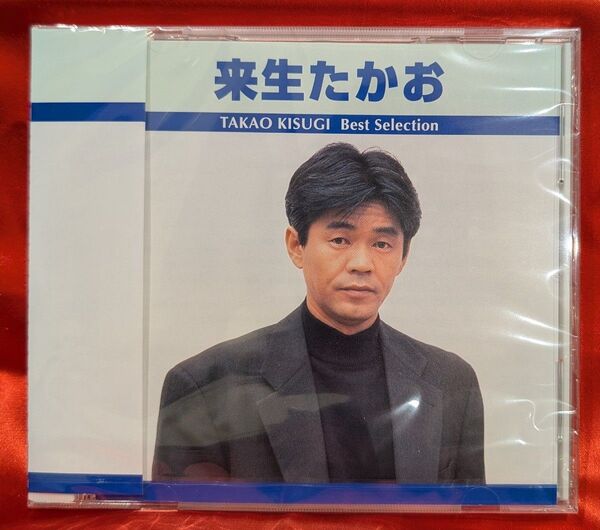 来生たかお
TAKAO KISUGI Best Selection